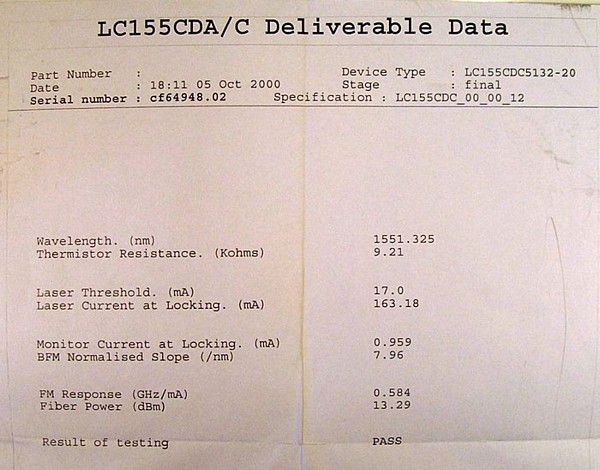 LC155CDA/C Deliverable Data
Part Number :
Device Type : LC155CDC5132-20
Date : 18:11 05 Oct 2000
Stage : final
Serial number : cf64948.02
Specification : LC155CDC_00_00_12
Wavelength. (nm) 1551.325
Thermistor Resistance. (Kohms) 9.21
Laser Threshold. (mA) 17.0
Laser Current at Locking. (mA) 163.18
Monitor Current at Locking. (mA) 0.959
BFM Normalised Slope (/nm) 7.96
FM Response (GHz/mA) 0.584
Fiber Power (dBm) 13.29
Result of testing PASS